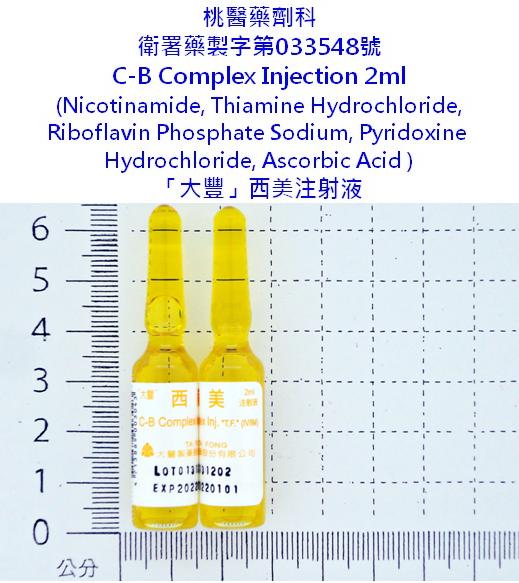 桃醫藥劑科
衛署藥製字第033548號
C-B Complex Injection 2ml
(Nicotinamide, Thiamine Hydrochloride,
Riboflavin Phosphate Sodium, Pyridoxine
Hydrochloride, Ascorbic Acid )
「大豐」西美注射液
6
5
4
3
2
1
0
公分
大豐
西美
2ml
注射液
C-B Complex Inj. "T.F." (IV/IM)
FONG
大豐製藥股份有限公司
LOT013 1202
EXP202 20101